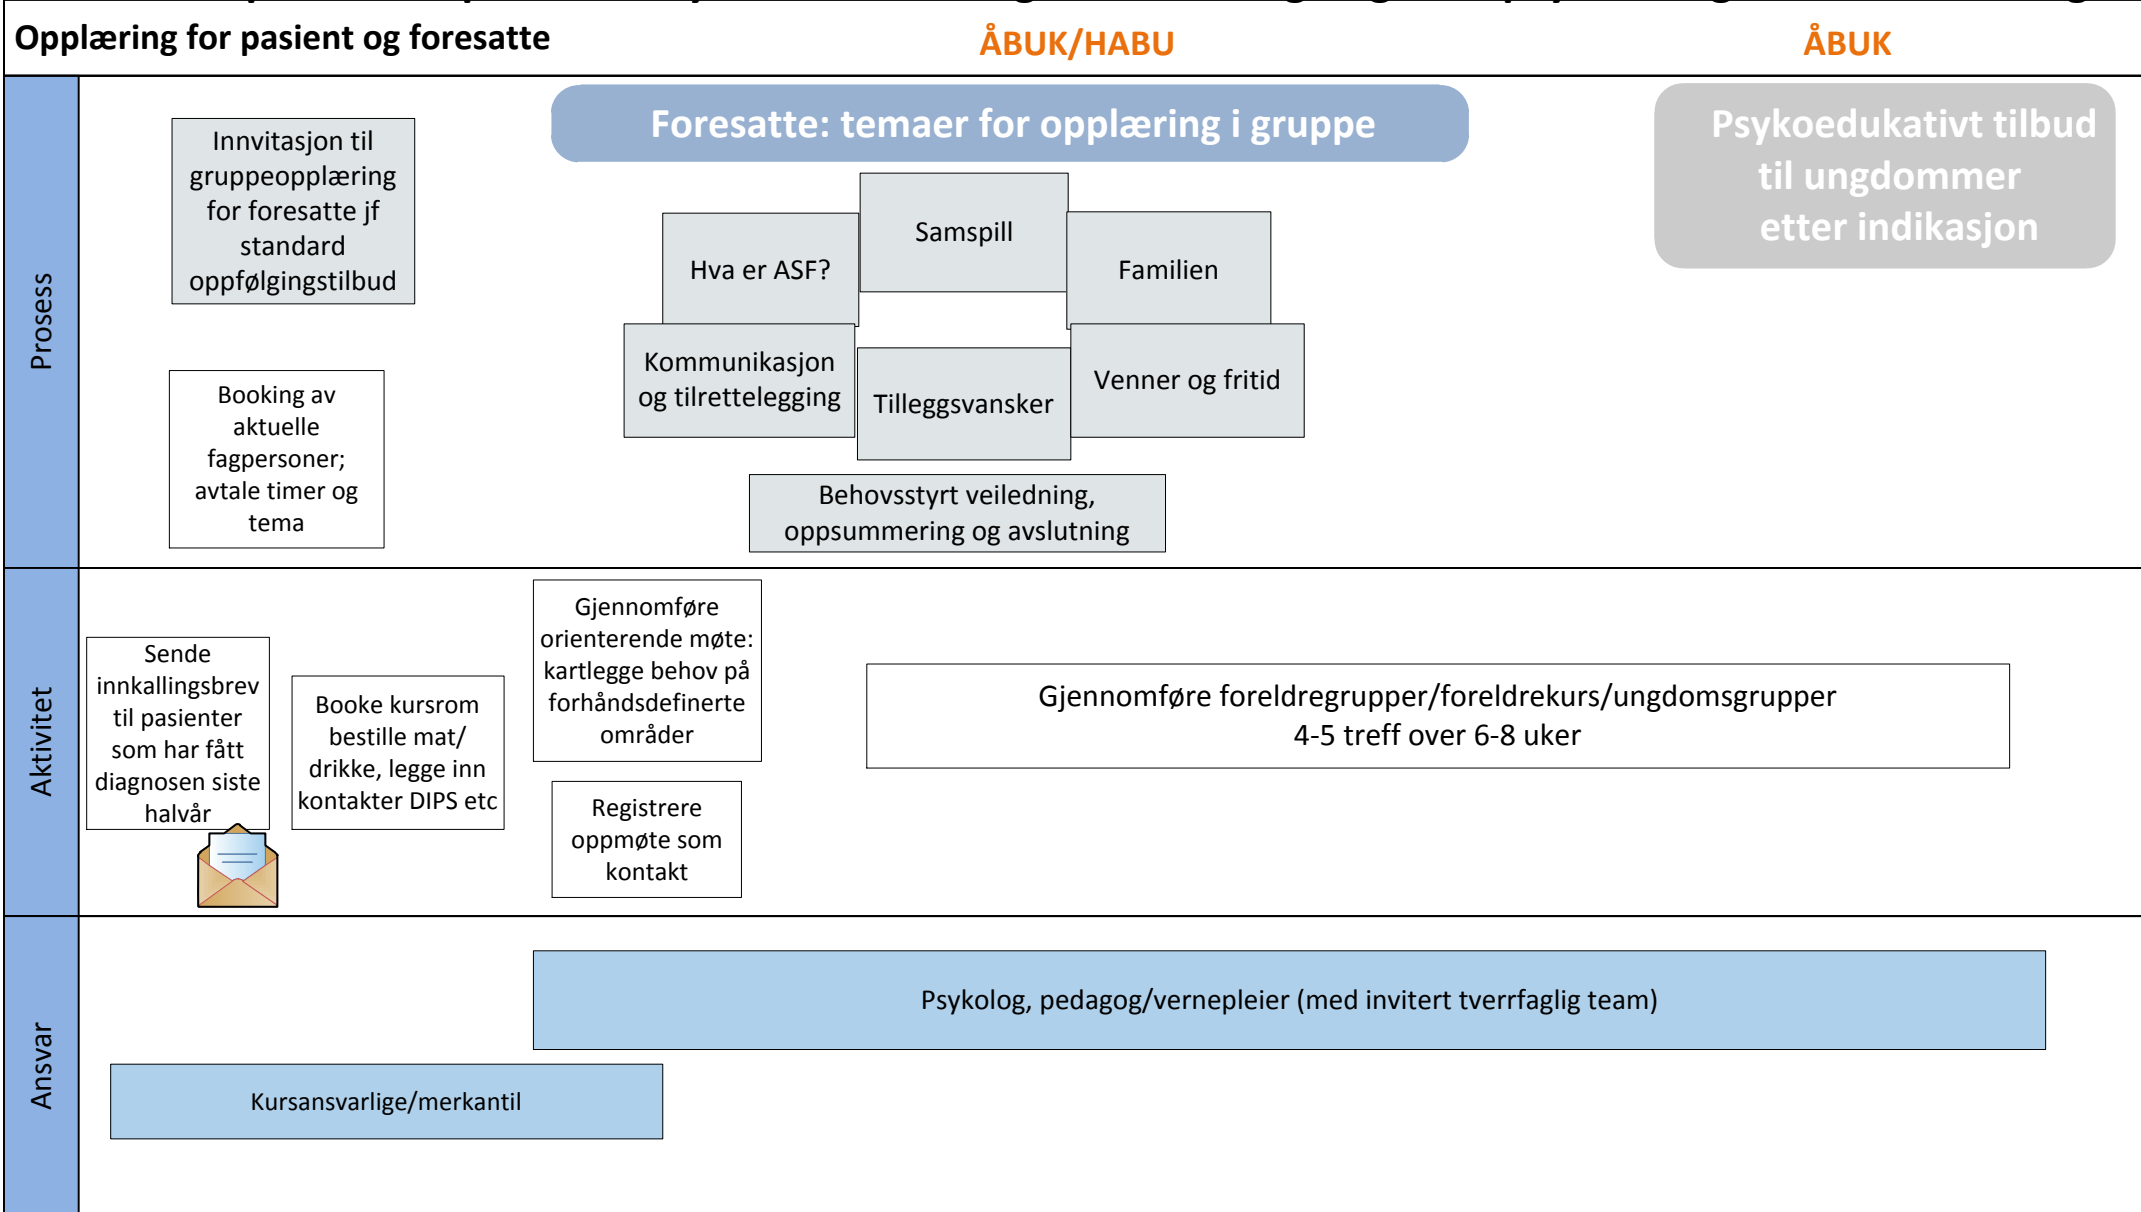 Opplæring for pasient og foresatte
ÅBUK/HABU
ÅBUK
Prosess
Innvitasjon til
gruppeopplæring
for foresatte jf
standard
oppfølgingstilbud
Booking av
aktuelle
fagpersoner;
avtale timer og
tema
Foresatte: temaer for opplæring i gruppe
Hva er ASF?
Samspill
Familien
Kommunikasjon
og tilrettelegging
Tilleggsvansker
Venner og fritid
Behovsstyrt veiledning,
oppsummering og avslutning
Psykoedukativt tilbud
til ungdommer
etter indikasjon
Aktivitet
Sende
innkallingsbrev
til pasienter
som har fått
diagnosen siste
halvår
Booke kursrom
bestille mat/
drikke, legge inn
kontakter DIPS etc
Gjennomføre
orienterende møte:
kartlegge behov på
forhåndsdefinerte
områder
Registrere
oppmøte som
kontakt
Gjennomføre foreldregrupper/foreldrekurs/ungdomsgrupper
4-5 treff over 6-8 uker
Ansvar
Psykolog, pedagog/vernepleier (med invitert tverrfaglig team)
Kursansvarlige/merkantil